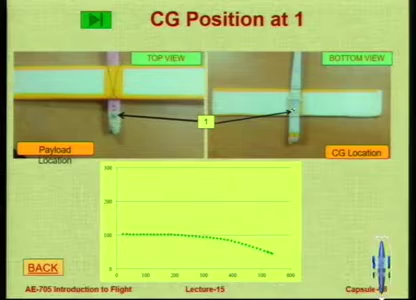 CG Position at 1
TOP VIEW
BOTTOM VIEW
1
Payload
Location
CG Location
300
200
100
0
0 100 200 300 400 500 600
BACK
AE-705 Introduction to Flight
Lecture-15
Capsule-